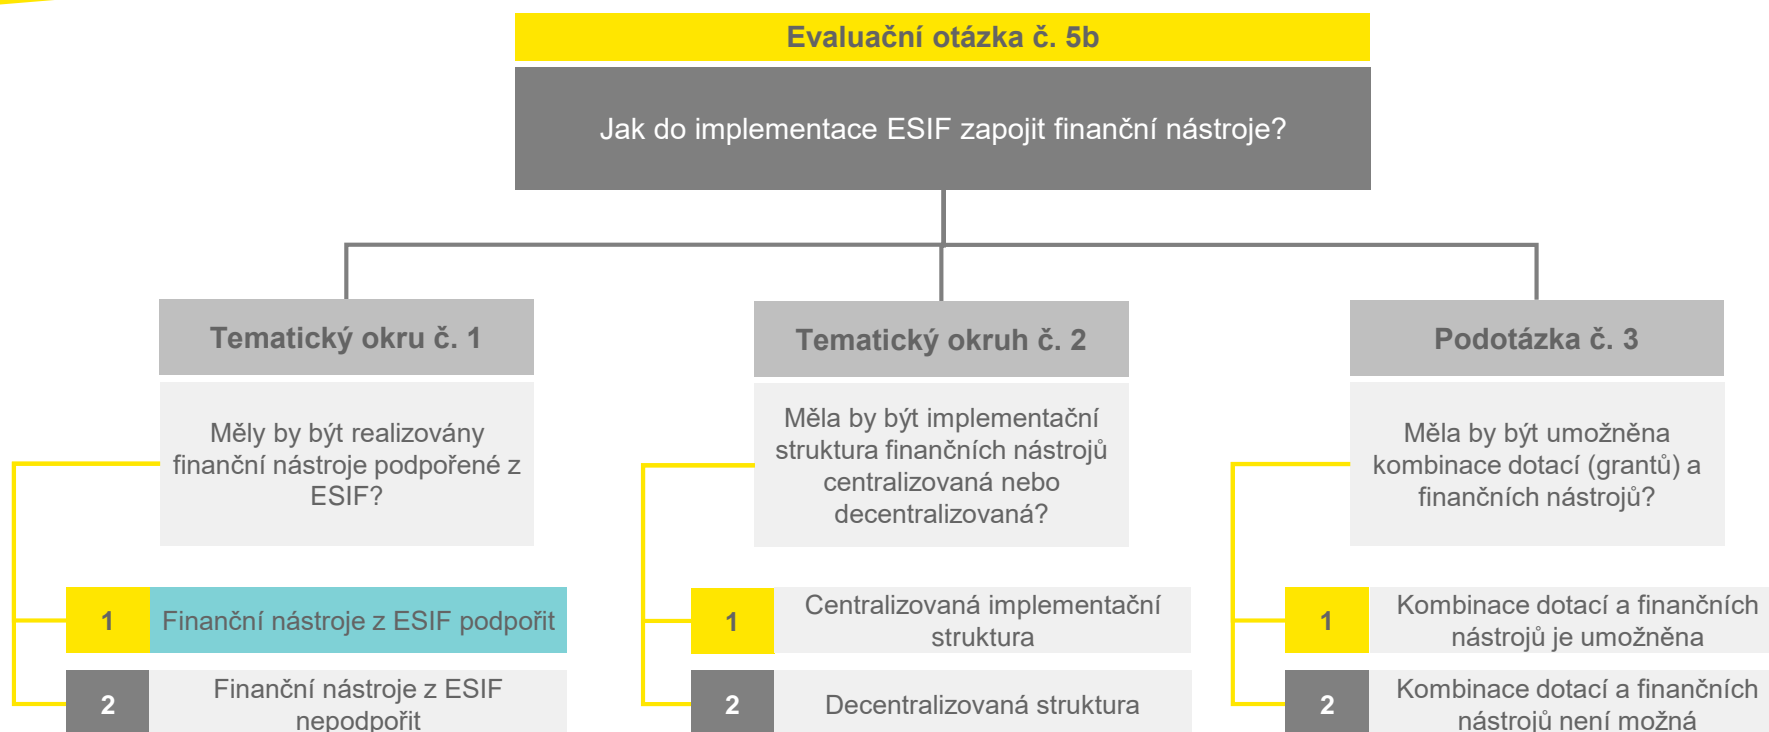 Evaluační otázka č. 5b
Jak do implementace ESIF zapojit finanční nástroje?
Tematický okru č. 1
Měly by být realizovány
finanční nástroje podpořené z
ESIF?
1
Finanční nástroje z ESIF podpořit
2
Finanční nástroje z ESIF
nepodpořit
Tematický okruh č. 2
Měla by být implementační
struktura finančních nástrojů
centralizovaná nebo
decentralizovaná?
1
Centralizovaná implementační
struktura
2
Decentralizovaná struktura
Podotázka č. 3
Měla by být umožněna
kombinace dotací (grantů) a
finančních nástrojů?
1
Kombinace dotací a finančních
nástrojů je umožněna
2
Kombinace dotací a finančních
nástrojů není možná